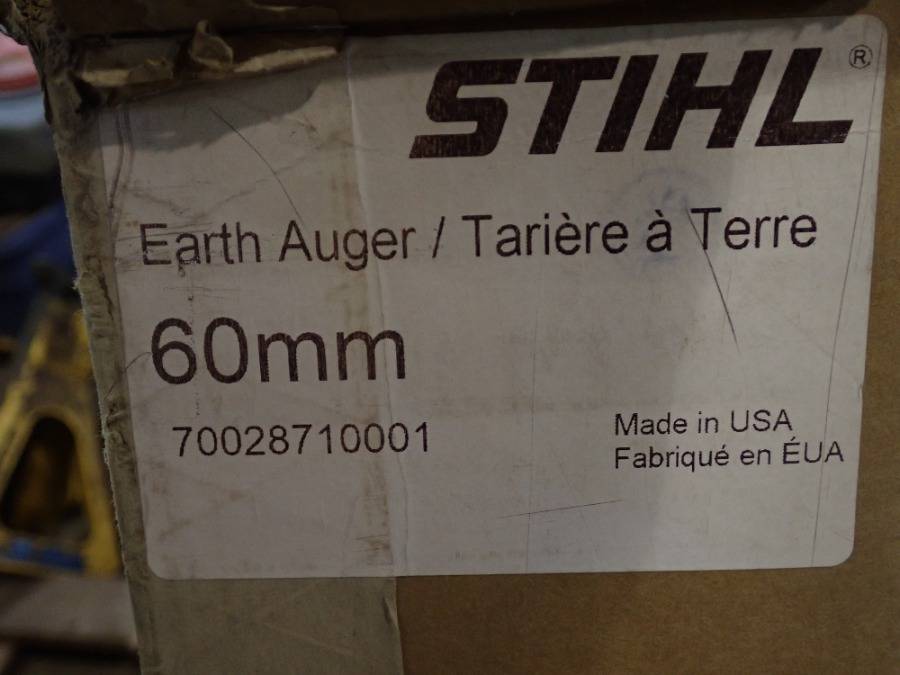 STIHL®
Earth Auger / Tarière à Terre
60mm
70028710001
Made in USA
Fabriqué en ÉUA